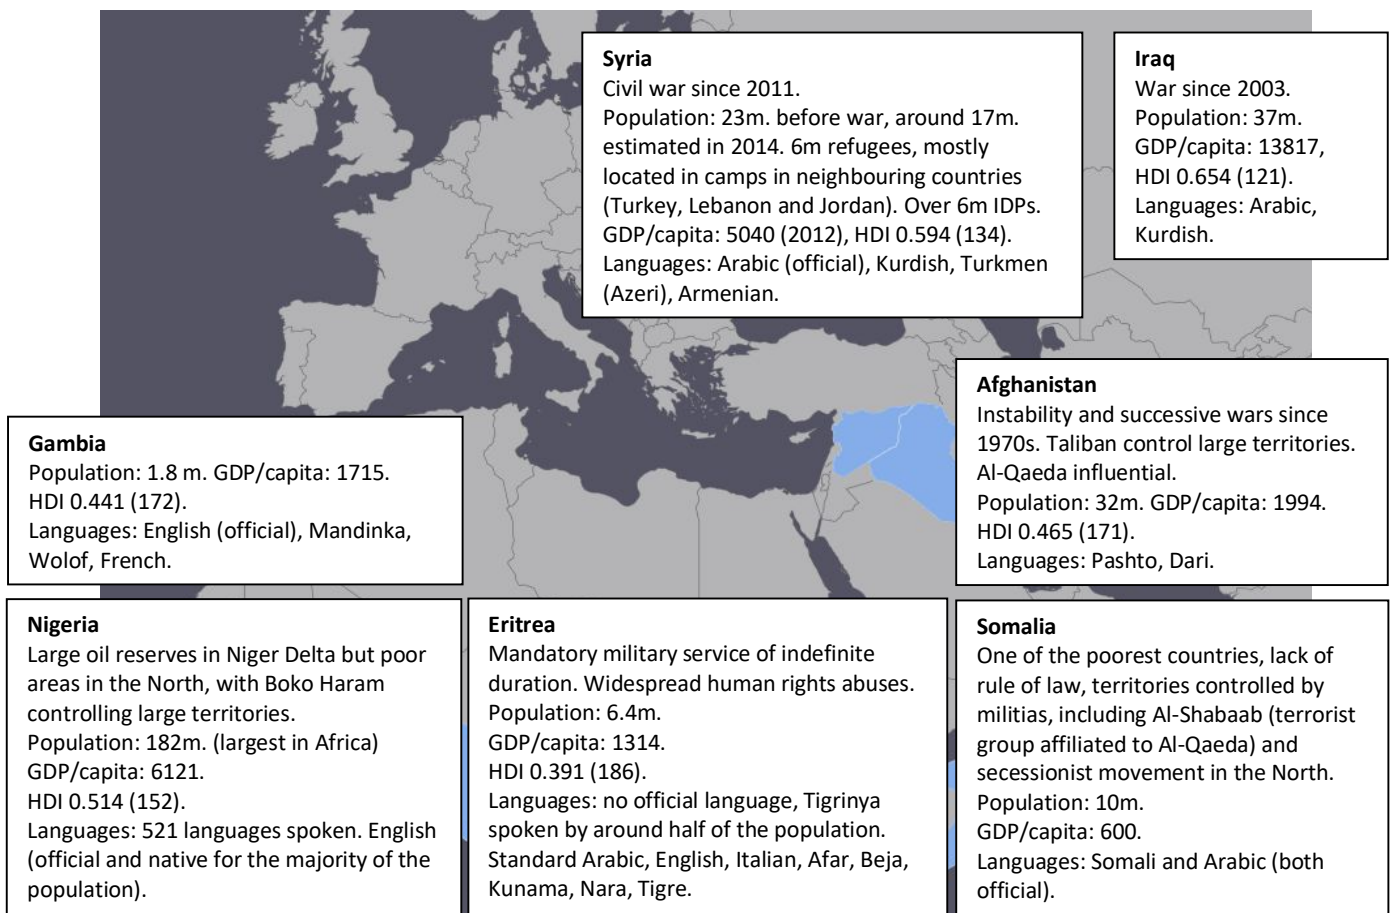 Syria
Civil war since 2011.
Population: 23m. before war, around 17m.
estimated in 2014. 6m refugees, mostly
located in camps in neighbouring countries
(Turkey, Lebanon and Jordan). Over 6m IDPs.
GDP/capita: 5040 (2012), HDI 0.594 (134).
Languages: Arabic (official), Kurdish, Turkmen
(Azeri), Armenian.
Iraq
War since 2003.
Population: 37m.
GDP/capita: 13817,
HDI 0.654 (121).
Languages: Arabic,
Kurdish.
Afghanistan
Instability and successive wars since
1970s. Taliban control large territories.
Al-Qaeda influential.
Population: 32m. GDP/capita: 1994.
HDI 0.465 (171).
Languages: Pashto, Dari.
Gambia
Population: 1.8 m. GDP/capita: 1715.
HDI 0.441 (172).
Languages: English (official), Mandinka,
Wolof, French.
Nigeria
Large oil reserves in Niger Delta but poor
areas in the North, with Boko Haram
controlling large territories.
Population: 182m. (largest in Africa)
GDP/capita: 6121.
HDI 0.514 (152).
Languages: 521 languages spoken. English
(official and native for the majority of the
population).
Eritrea
Mandatory military service of indefinite
duration. Widespread human rights abuses.
Population: 6.4m.
GDP/capita: 1314.
HDI 0.391 (186).
Languages: no official language, Tigrinya
spoken by around half of the population.
Standard Arabic, English, Italian, Afar, Beja,
Kunama, Nara, Tigre.
Somalia
One of the poorest countries, lack of
rule of law, territories controlled by
militias, including Al-Shabaab (terrorist
group affiliated to Al-Qaeda) and
secessionist movement in the North.
Population: 10m.
GDP/capita: 600.
Languages: Somali and Arabic (both
official).